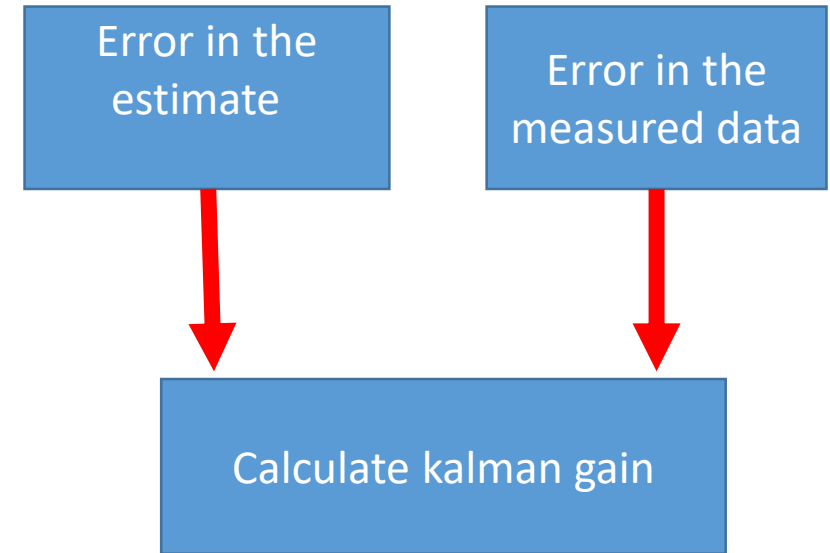 Error in the
estimate
Error in the
measured data
Calculate kalman gain